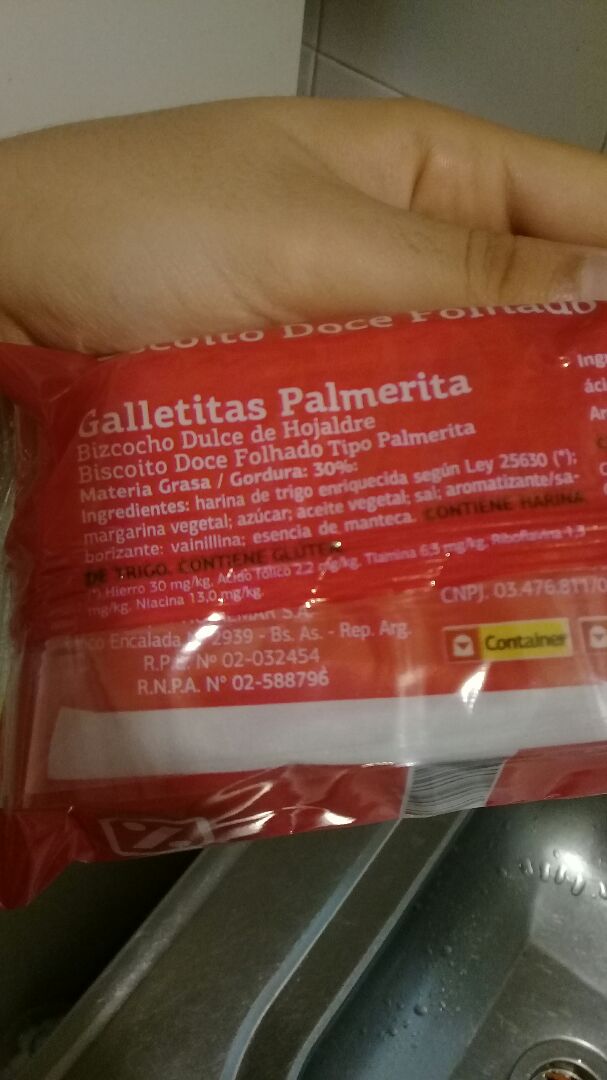 Doce Folhado
Galletitas Palmerita
Bizcocho Dulce de Hojaldre
Biscoito Doce Folhado Tipo Palmerita
Materia Grasa / Gordura: 30%:
Ingredientes: harina de trigo enriquecida según Ley 25630 (*);
margarina vegetal; azúcar; aceite vegetal; sal; aromatizante/sa-
borizante: vainillina; esencia de manteca. CONTIENE HARINA
DE TRIGO. CONTIENE GLUTEN
(*) Hierro 30 mg/kg, Acido Fólico 2,2 mg/kg, Tiamina 6,3 mg/kg, Riboflavina 1,3
mg/kg, Niacina 13,0 mg/kg.
CNPJ. 03.476.811/0
Encalada Nº 2939 - Bs. As. - Rep. Arg.
R.P.E. Nº 02-032454
R.N.P.A. N° 02-588796
Container